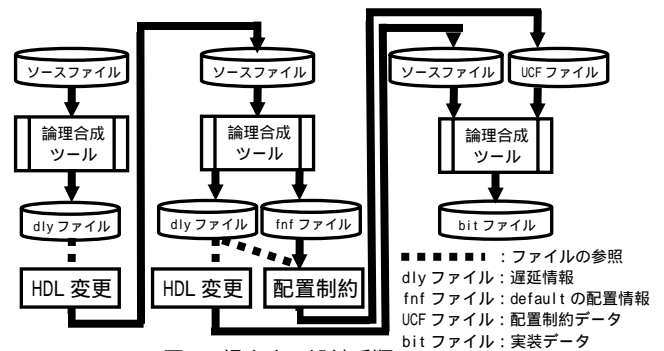 ソースファイル
論理合成
ツール
dly ファイル
HDL 変更
ソースファイル
論理合成
ツール
dly ファイル
fnf ファイル
HDL 変更
配置制約
ソースファイル
UCF ファイル
論理合成
ツール
bit ファイル
：ファイルの参照
dly ファイル：遅延情報
fnf ファイル：default の配置情報
UCF ファイル：配置制約データ
bit ファイル：実装データ